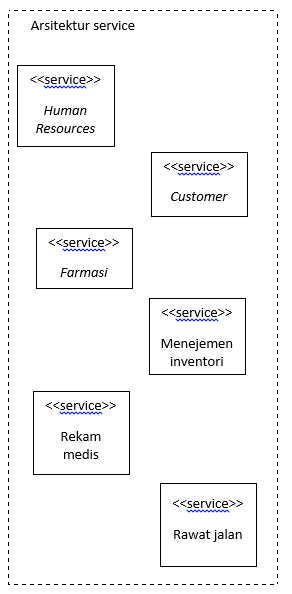 Arsitektur service
<<service>>
Human
Resources
<<service>>
Customer
<<service>>
Farmasi
<<service>>
Menejemen
inventori
<<service>>
Rekam
medis
<<service>>
Rawat jalan